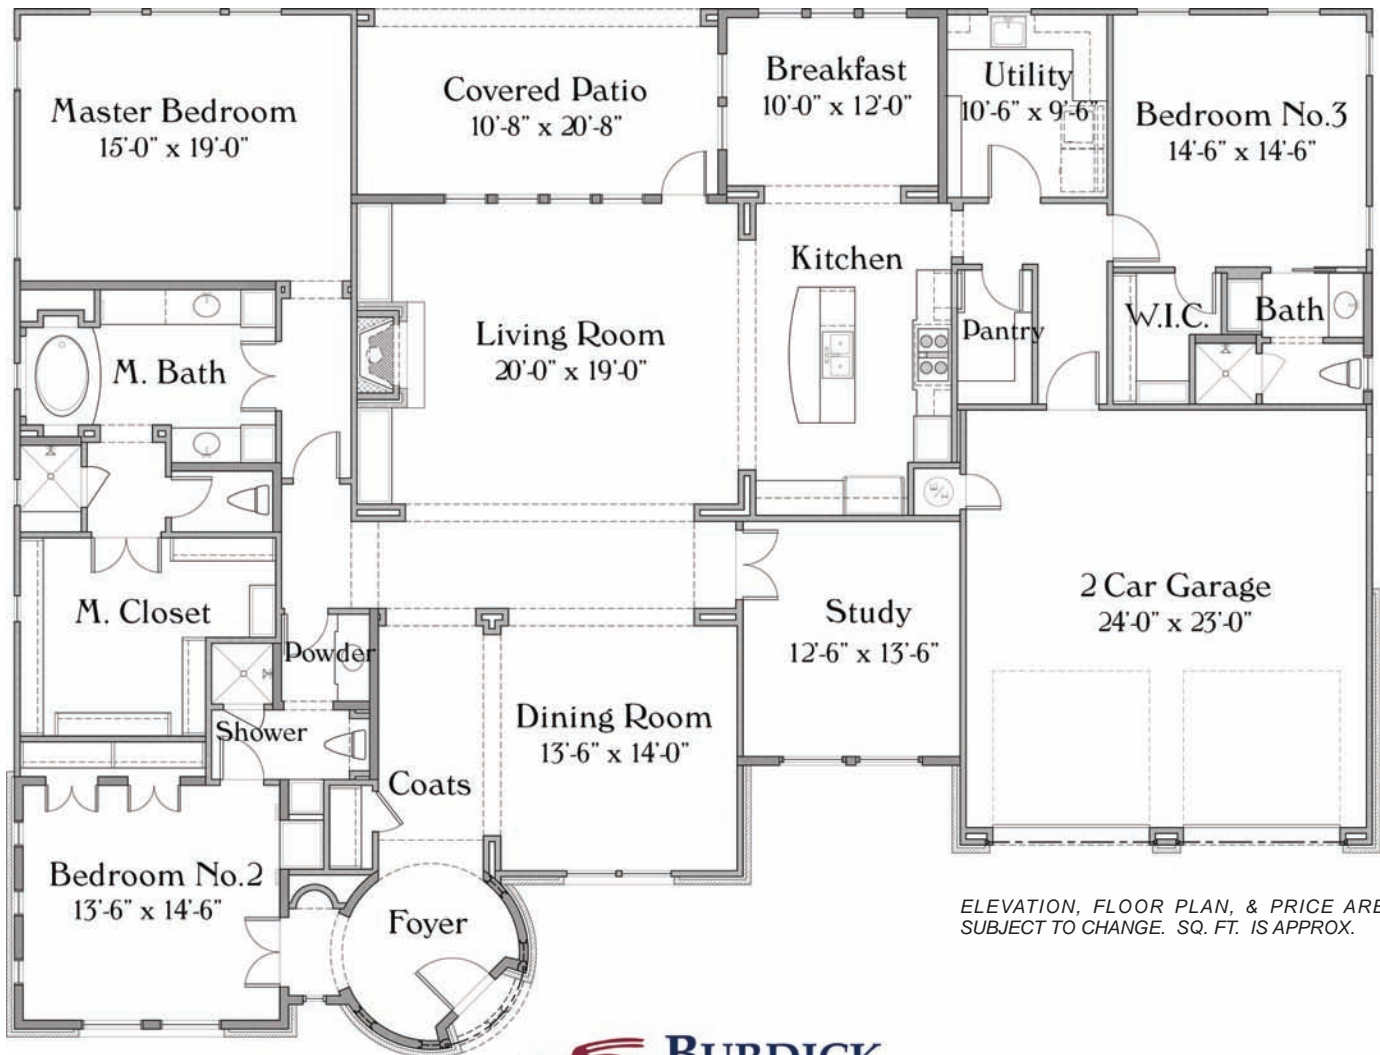 Master Bedroom
15'-0" x 19'-0"
Covered Patio
10'-8" x 20'-8"
Breakfast
10'-0" x 12'-0"
Utility
10'-6" x 9'-6"
Bedroom No.3
14'-6" x 14'-6"
Kitchen
Living Room
20'-0" x 19'-0"
M. Bath
Pantry
W.I.C.
Bath
M. Closet
Powder
Shower
Study
12'-6" x 13'-6"
2 Car Garage
24'-0" x 23'-0"
Dining Room
13'-6" x 14'-0"
Coats
Bedroom No.2
13'-6" x 14'-6"
Foyer
ELEVATION, FLOOR PLAN, & PRICE ARE
SUBJECT TO CHANGE. SQ. FT. IS APPROX.
BURDICK